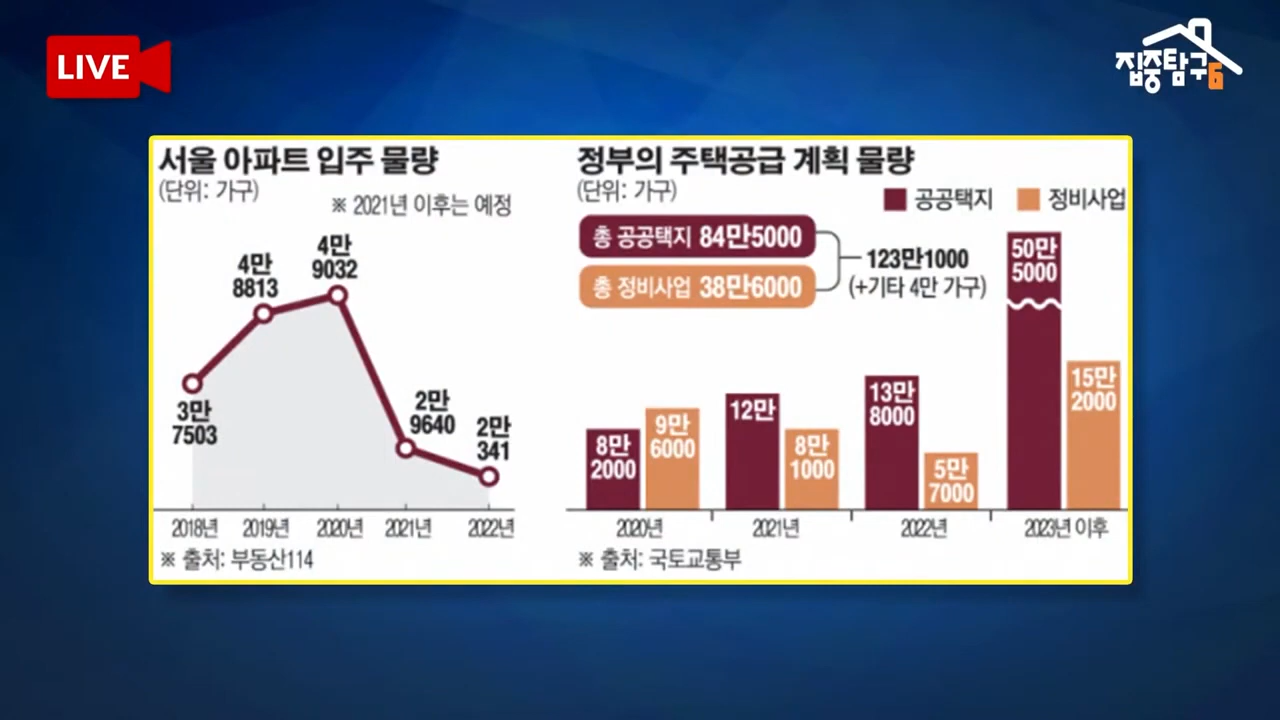 LIVE
집중탐구6
서울 아파트 입주 물량
(단위: 가구)
※ 2021년 이후는 예정
4만
9032
4만
8813
3만
7503
2만
9640
2만
341
2018년 2019년 2020년 2021년 2022년
※ 출처: 부동산114
정부의 주택공급 계획 물량
(단위: 가구)
공공택지 정비사업
총 공공택지 84만5000
총 정비사업 38만6000
123만1000
(+기타 4만 가구)
8만
2000
9만
6000
12만
8만
1000
13만
8000
5만
7000
50만
5000
15만
2000
2020년 2021년 2022년 2023년 이후
※ 출처: 국토교통부